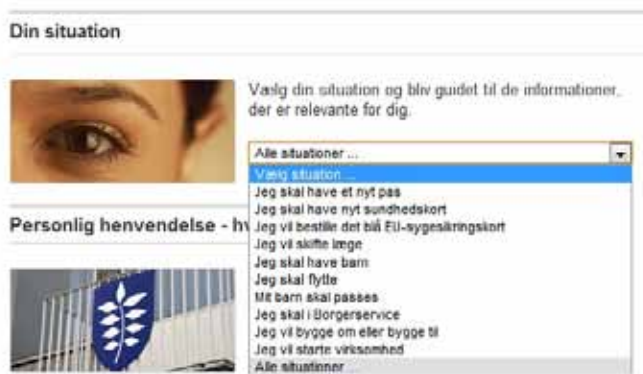 Din situation
Vælg din situation og bliv guidet til de informationer,
der er relevante for dig.
Alle situationer ...
Vælg situation ...
Jeg skal have et nyt pas
Jeg skal have nyt sundhedskort
Jeg vil bestille det blå EU-sygesikringskort
Personlig henvendelse - hv
Jeg vil skifte læge
Jeg skal have barn
Jeg skal flytte
Mit barn skal passes
Jeg skal i Borgerservice
Jeg vil bygge om eller bygge til
Jeg vil starte virksomhed
Alle situationer